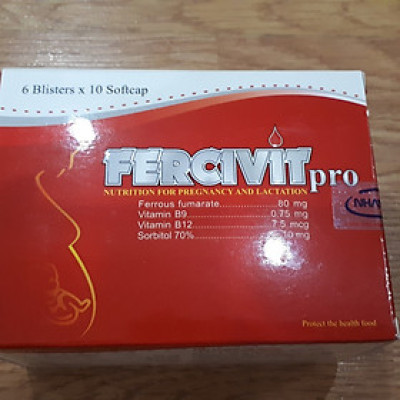 6 Blisters x 10 Softcap
FERCIVIT pro
NUTRITION FOR PREGNANCY AND LACTATION
Ferrous fumarate..................80 mg
Vitamin B9.......................0.75 mg
Vitamin B12......................7.5 mcg
Sorbitol 70%........................ mg
Protect the health food